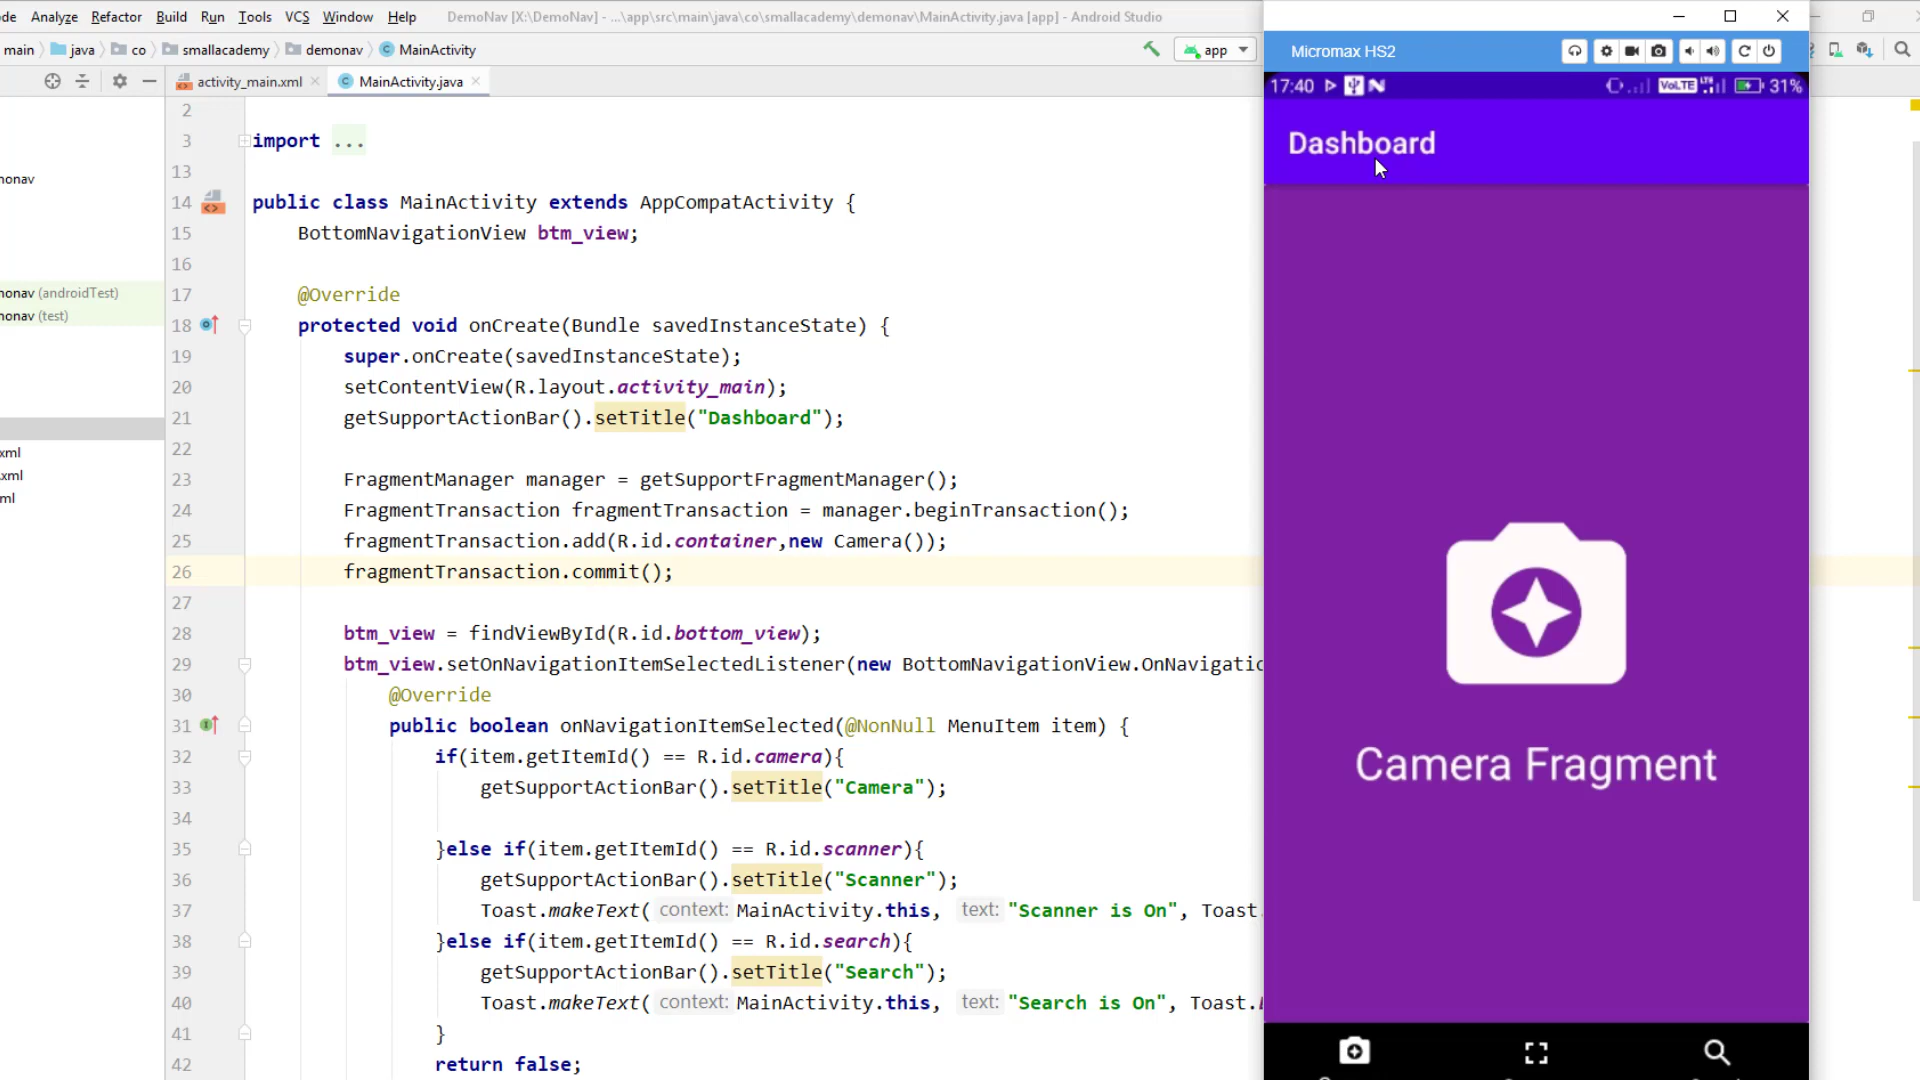 de Analyze Refactor Build Run Tools VCS Window Help DemoNav [X:\DemoNav] - ...\app\src\main\java\co\smallacademy\demonav\MainActivity.java [app] - Android Studio
main java co smallacademy demonav MainActivity app
activity_main.xml MainActivity.java
monav
monav (androidTest)
monav (test)
xml
xml
ml
2
3 import ...
13
14 public class MainActivity extends AppCompatActivity {
15 BottomNavigationView btm_view;
16
17 @Override
18 protected void onCreate(Bundle savedInstanceState) {
19 super.onCreate(savedInstanceState);
20 setContentView(R.layout.activity_main);
21 getSupportActionBar().setTitle("Dashboard");
22
23 FragmentManager manager = getSupportFragmentManager();
24 FragmentTransaction fragmentTransaction = manager.beginTransaction();
25 fragmentTransaction.add(R.id.container,new Camera());
26 fragmentTransaction.commit();
27
28 btm_view = findViewById(R.id.bottom_view);
29 btm_view.setOnNavigationItemSelectedListener(new BottomNavigationView.OnNavigatio
30 @Override
31 public boolean onNavigationItemSelected(@NonNull MenuItem item) {
32 if(item.getItemId() == R.id.camera){
33 getSupportActionBar().setTitle("Camera");
34
35 }else if(item.getItemId() == R.id.scanner){
36 getSupportActionBar().setTitle("Scanner");
37 Toast.makeText( context: MainActivity.this, text: "Scanner is On", Toast.
38 }else if(item.getItemId() == R.id.search){
39 getSupportActionBar().setTitle("Search");
40 Toast.makeText( context: MainActivity.this, text: "Search is On", Toast.
41 }
42 return false;
Micromax HS2
17:40 VoLTE LTE 31%
Dashboard
Camera Fragment